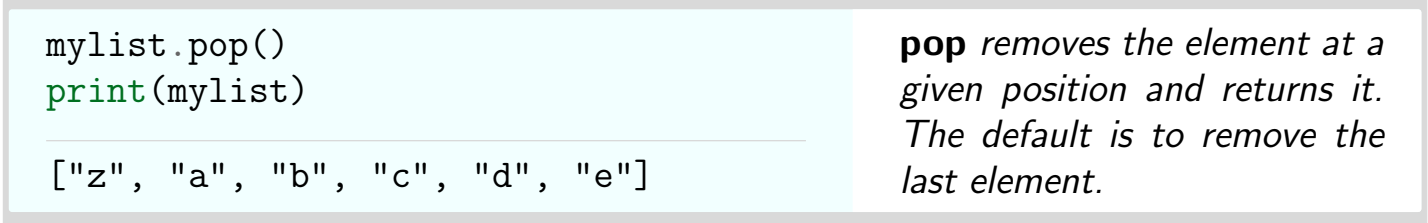 mylist.pop()
print(mylist)
["z", "a", "b", "c", "d", "e"]
pop removes the element at a
given position and returns it.
The default is to remove the
last element.